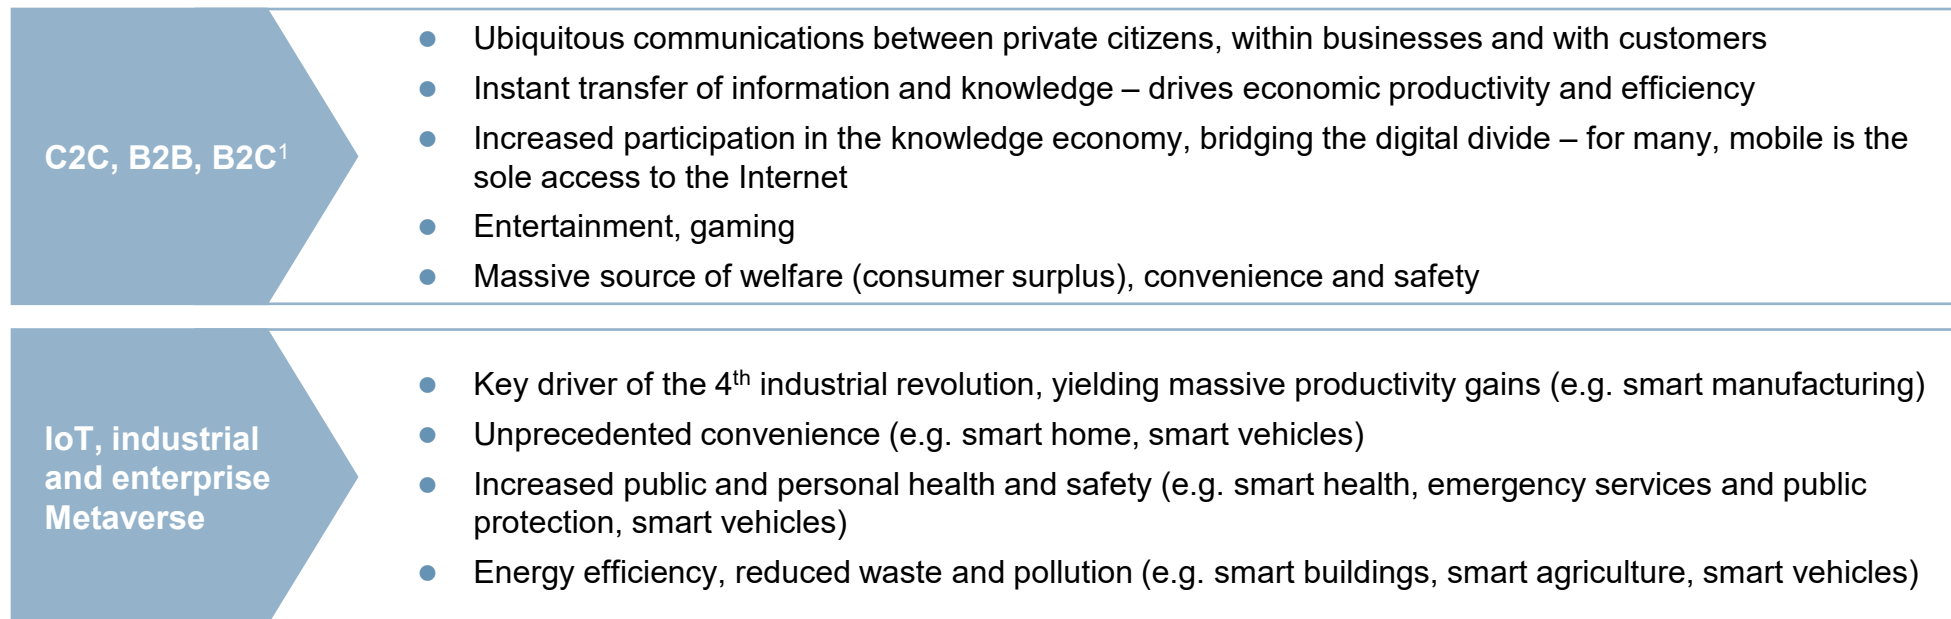 C2C, B2B, B2C¹
● Ubiquitous communications between private citizens, within businesses and with customers
● Instant transfer of information and knowledge – drives economic productivity and efficiency
● Increased participation in the knowledge economy, bridging the digital divide – for many, mobile is the
sole access to the Internet
● Entertainment, gaming
● Massive source of welfare (consumer surplus), convenience and safety
IoT, industrial
and enterprise
Metaverse
● Key driver of the 4th industrial revolution, yielding massive productivity gains (e.g. smart manufacturing)
● Unprecedented convenience (e.g. smart home, smart vehicles)
● Increased public and personal health and safety (e.g. smart health, emergency services and public
protection, smart vehicles)
● Energy efficiency, reduced waste and pollution (e.g. smart buildings, smart agriculture, smart vehicles)